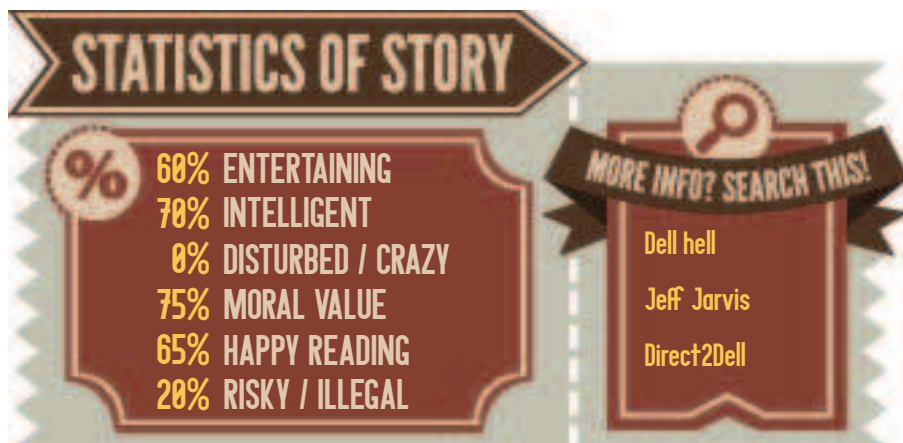 STATISTICS OF STORY
%
60% ENTERTAINING
70% INTELLIGENT
0% DISTURBED / CRAZY
75% MORAL VALUE
65% HAPPY READING
20% RISKY / ILLEGAL
MORE INFO? SEARCH THIS!
Dell hell
Jeff Jarvis
Direct2Dell